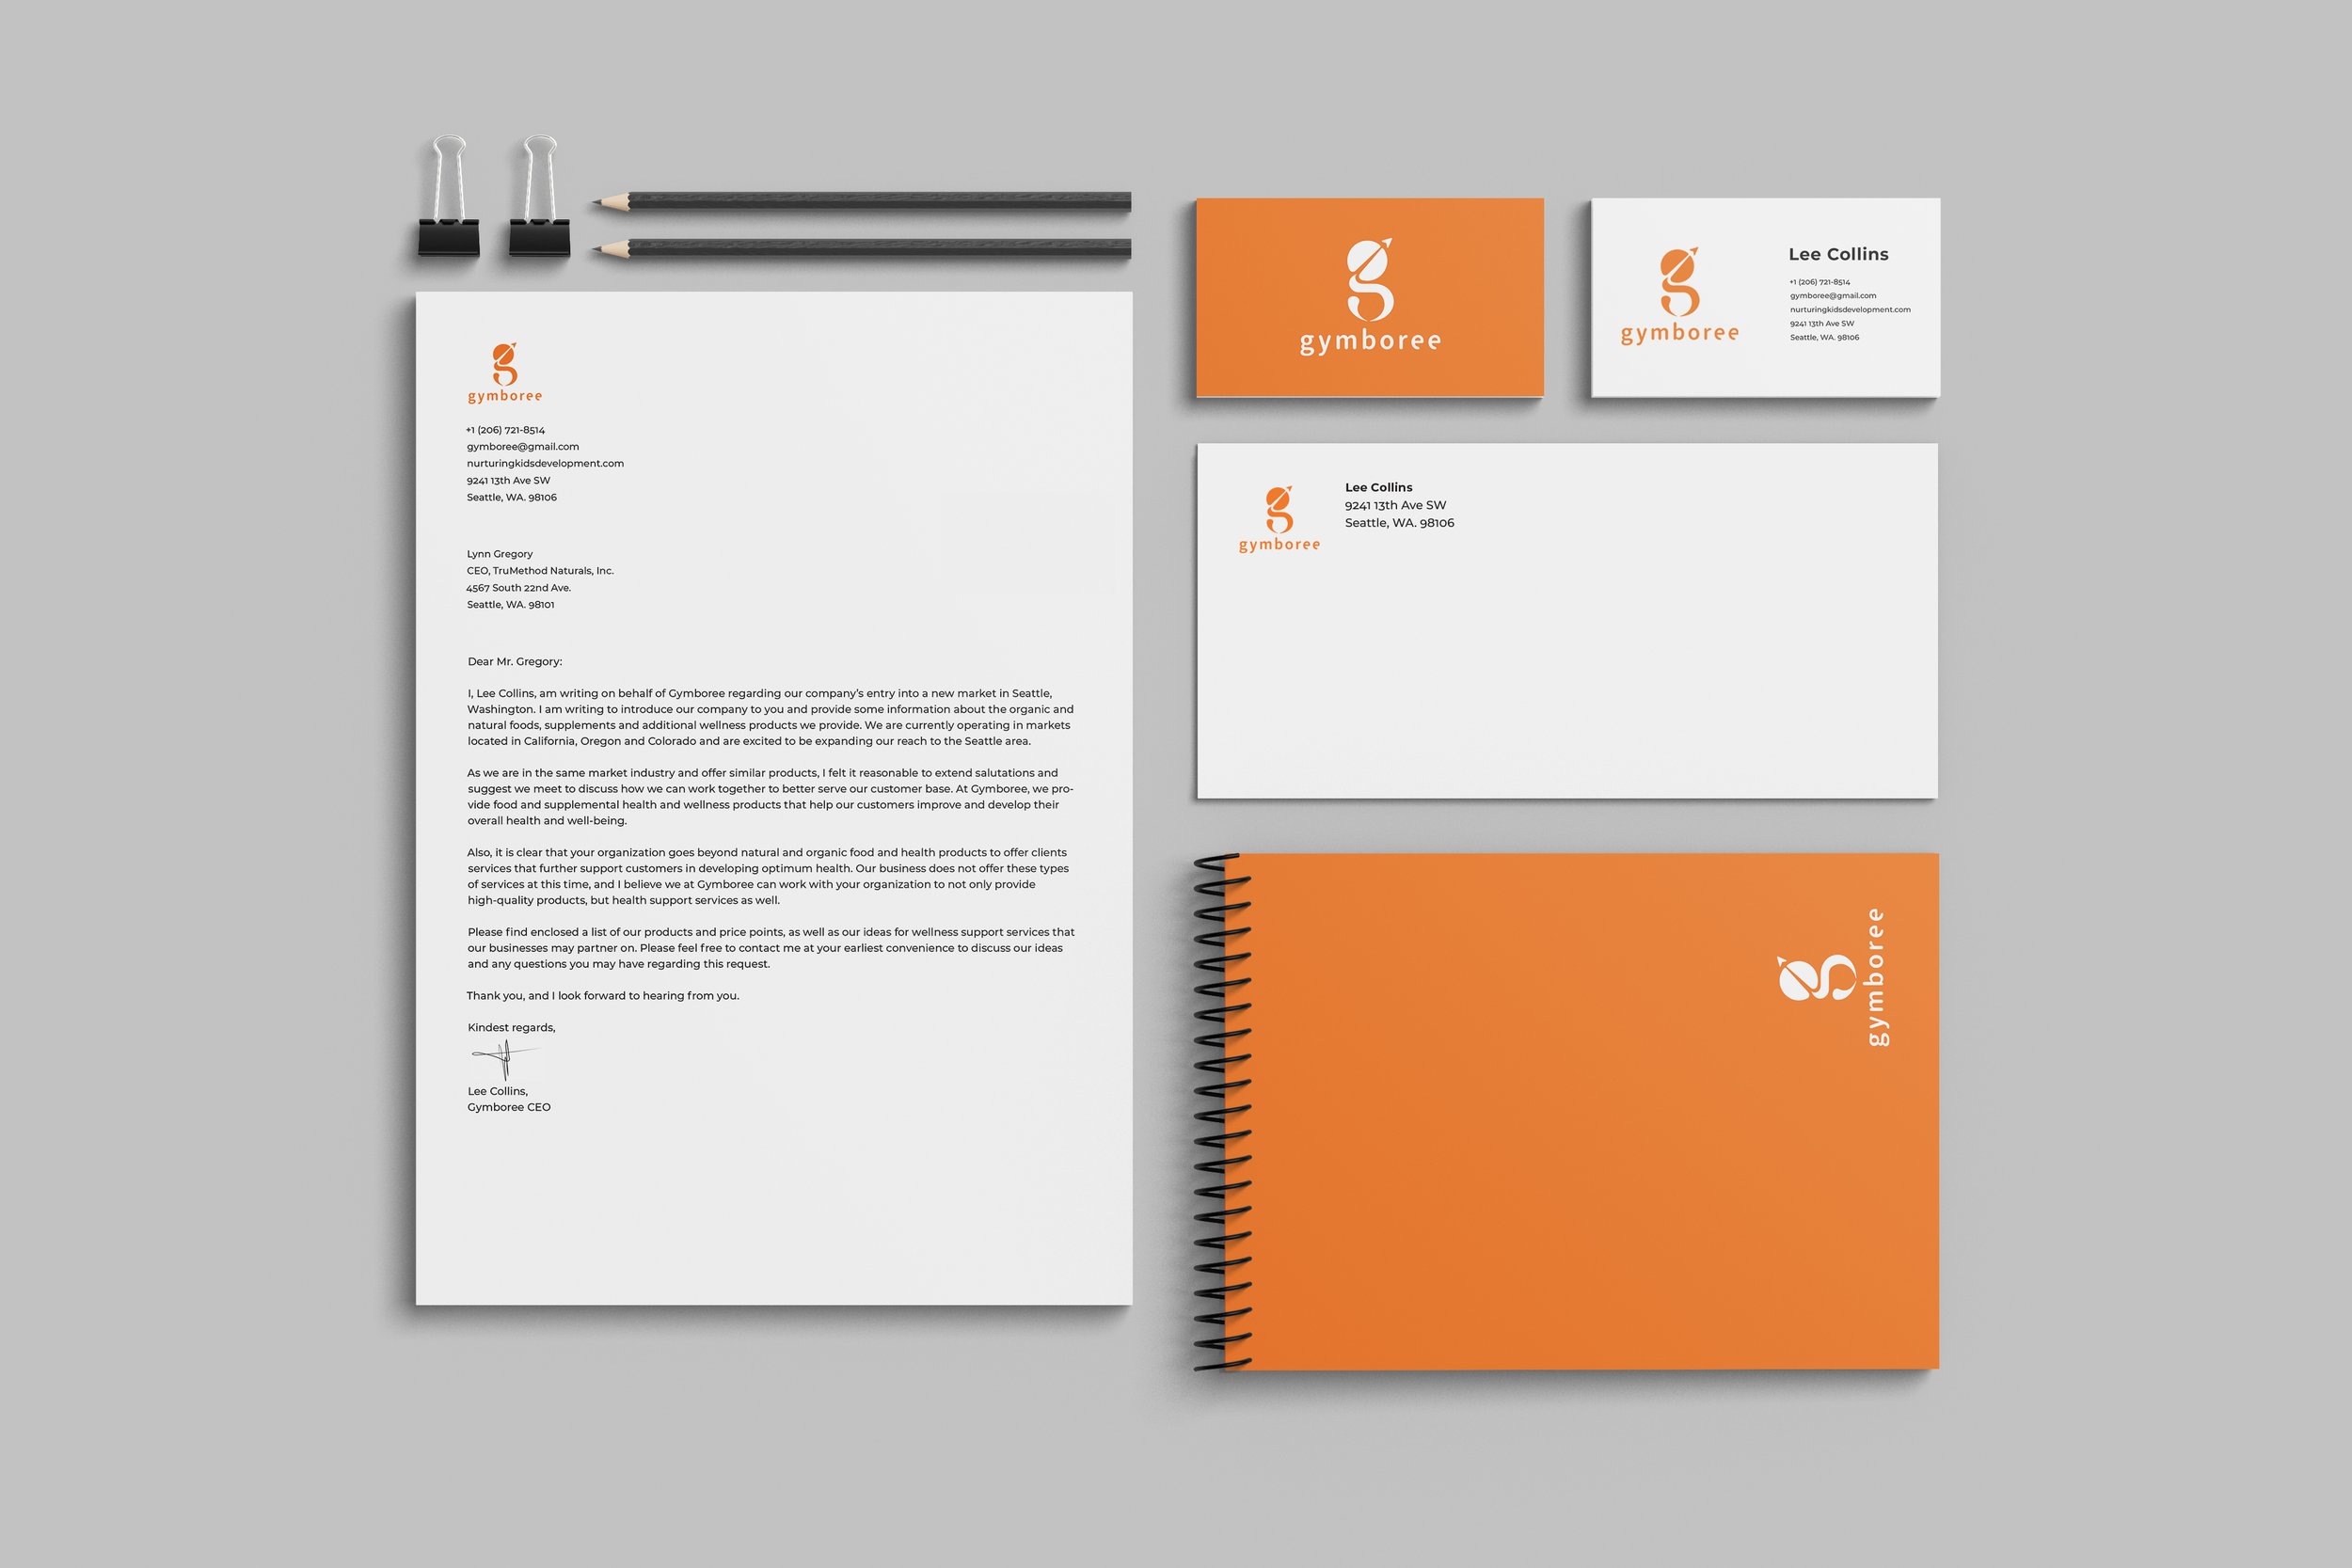 gymboree
+1 (206) 721-8514
gymboree@gmail.com
nurturingkidsdevelopment.com
9241 13th Ave SW
Seattle, WA. 98106
Lynn Gregory
CEO, TruMethod Naturals, Inc.
4567 South 22nd Ave.
Seattle, WA. 98101
Dear Mr. Gregory:
I, Lee Collins, am writing on behalf of Gymboree regarding our company's entry into a new market in Seattle,
Washington. I am writing to introduce our company to you and provide some information about the organic and
natural foods, supplements and additional wellness products we provide. We are currently operating in markets
located in California, Oregon and Colorado and are excited to be expanding our reach to the Seattle area.
As we are in the same market industry and offer similar products, I felt it reasonable to extend salutations and
suggest we meet to discuss how we can work together to better serve our customer base. At Gymboree, we pro-
vide food and supplemental health and wellness products that help our customers improve and develop their
overall health and well-being.
Also, it is clear that your organization goes beyond natural and organic food and health products to offer clients
services that further support customers in developing optimum health. Our business does not offer these types
of services at this time, and I believe we at Gymboree can work with your organization to not only provide
high-quality products, but health support services as well.
Please find enclosed a list of our products and price points, as well as our ideas for wellness support services that
our businesses may partner on. Please feel free to contact me at your earliest convenience to discuss our ideas
and any questions you may have regarding this request.
Thank you, and I look forward to hearing from you.
Kindest regards,
Lee Collins,
Gymboree CEO
g
gymboree
g
gymboree
Lee Collins
+1 (206) 721-8514
gymboree@gmail.com
nurturingkidsdevelopment.com
9241 13th Ave SW
Seattle, WA. 98106
g
gymboree
Lee Collins
9241 13th Ave SW
Seattle, WA. 98106
g
gymboree